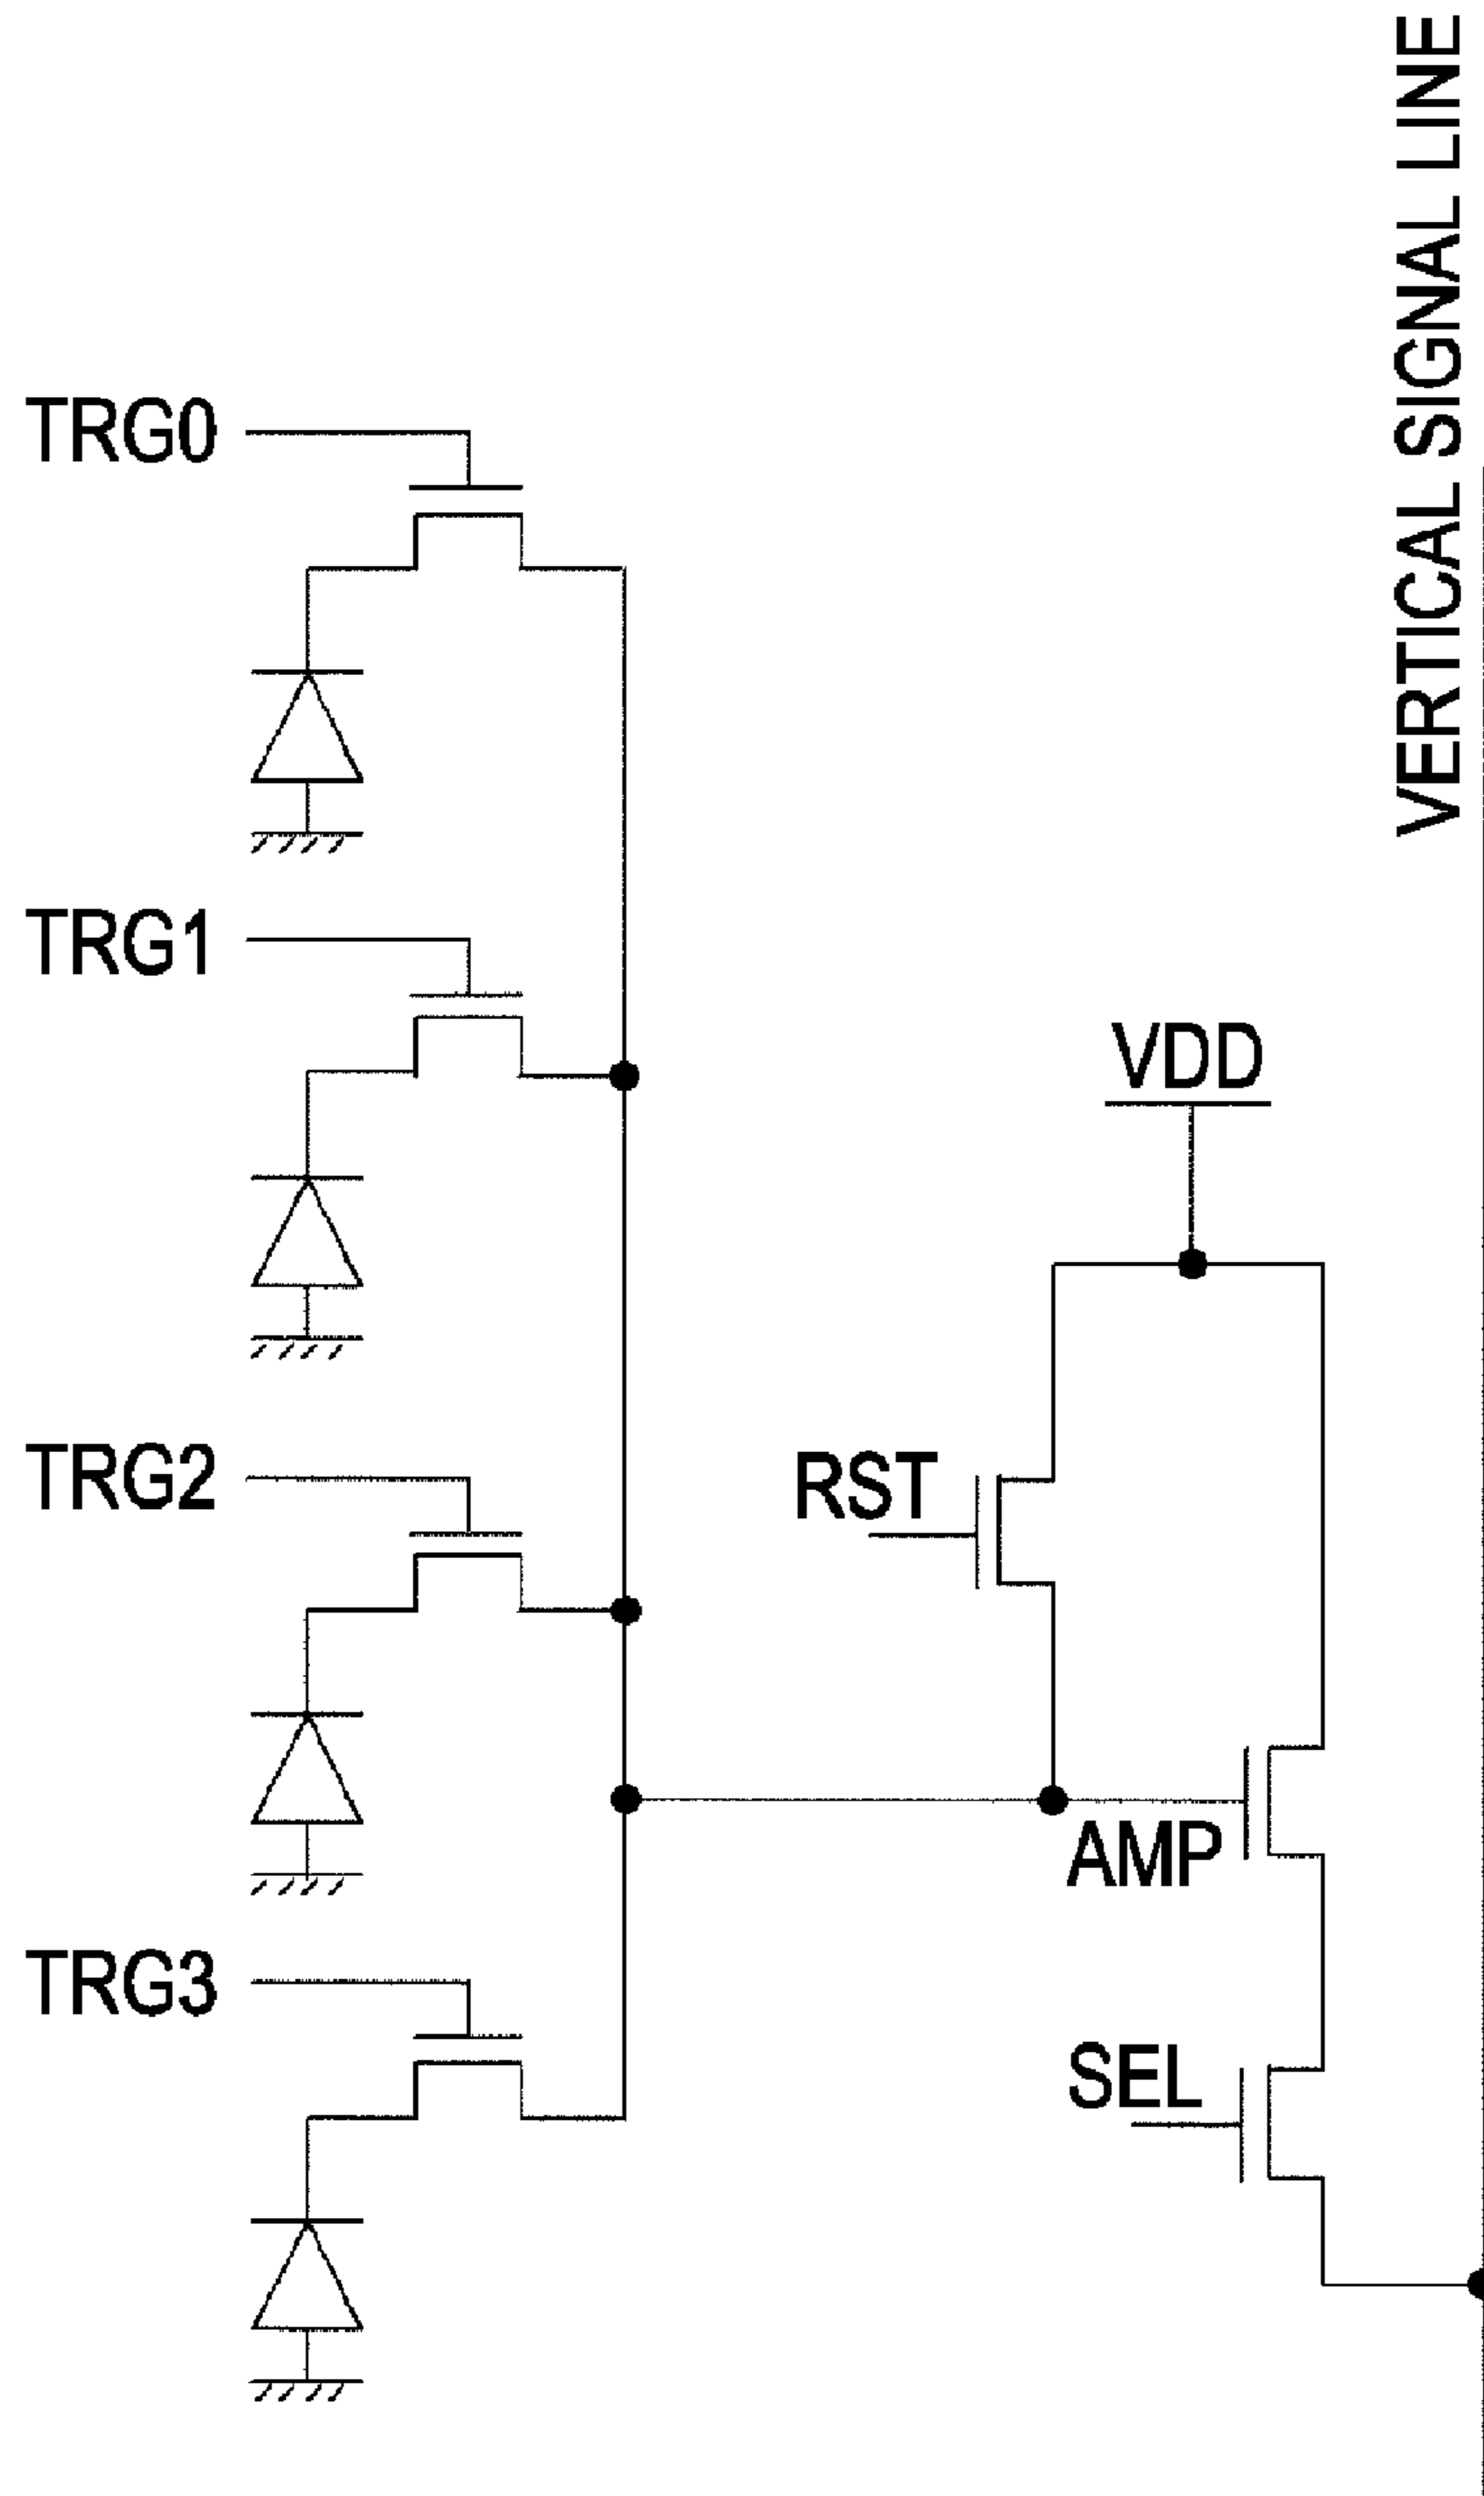 VERTICAL SIGNAL LINE
TRG0
TRG1
VDD
TRG2
RST
AMP
TRG3
SEL